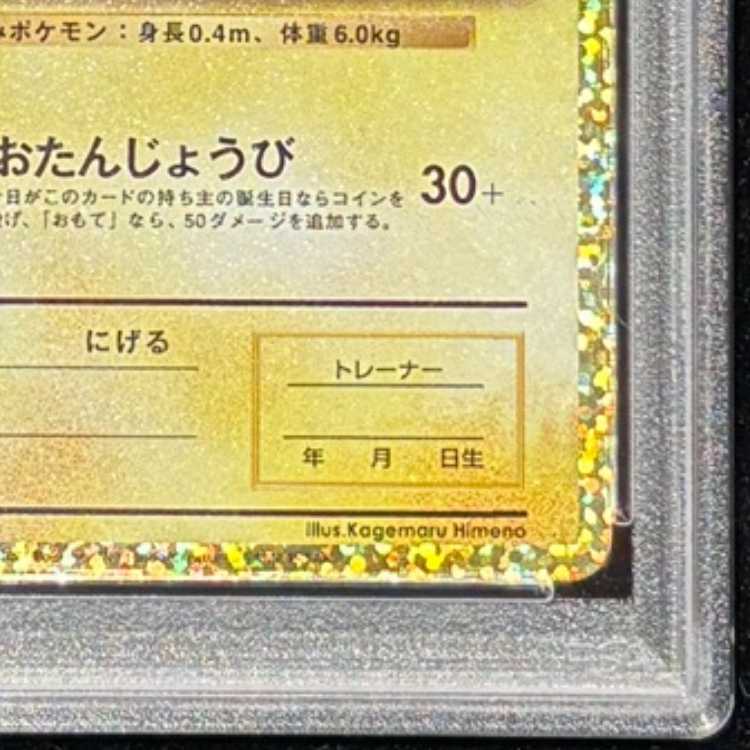 ポケモン：身長0.4m、体重6.0kg
おたんじょうび
30+
日がこのカードの持ち主の誕生日ならコインを
げ、「おもて」なら、50ダメージを追加する。
にげる
トレーナー
年 月 日生
illus.Kagemaru Himeno